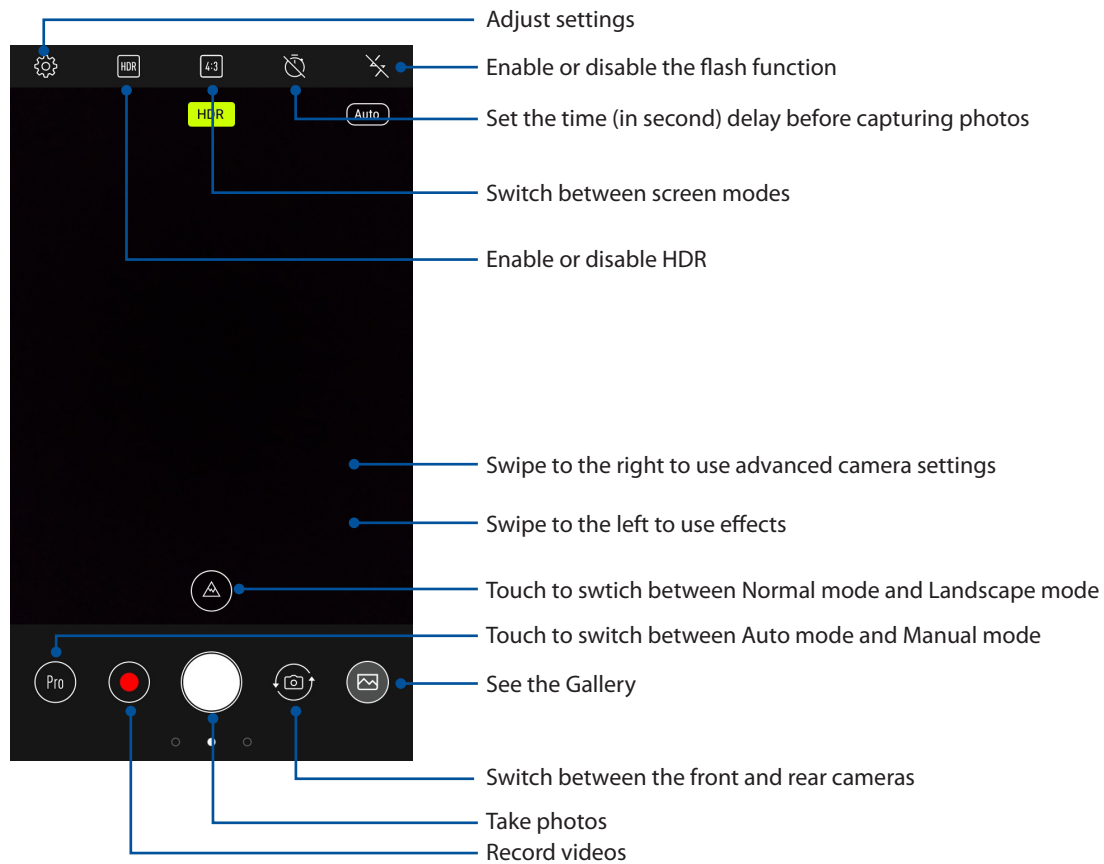 Adjust settings
HDR
4:3
Enable or disable the flash function
HDR
Auto
Set the time (in second) delay before capturing photos
Switch between screen modes
Enable or disable HDR
Swipe to the right to use advanced camera settings
Swipe to the left to use effects
Touch to swtich between Normal mode and Landscape mode
Touch to switch between Auto mode and Manual mode
Pro
See the Gallery
Switch between the front and rear cameras
Take photos
Record videos